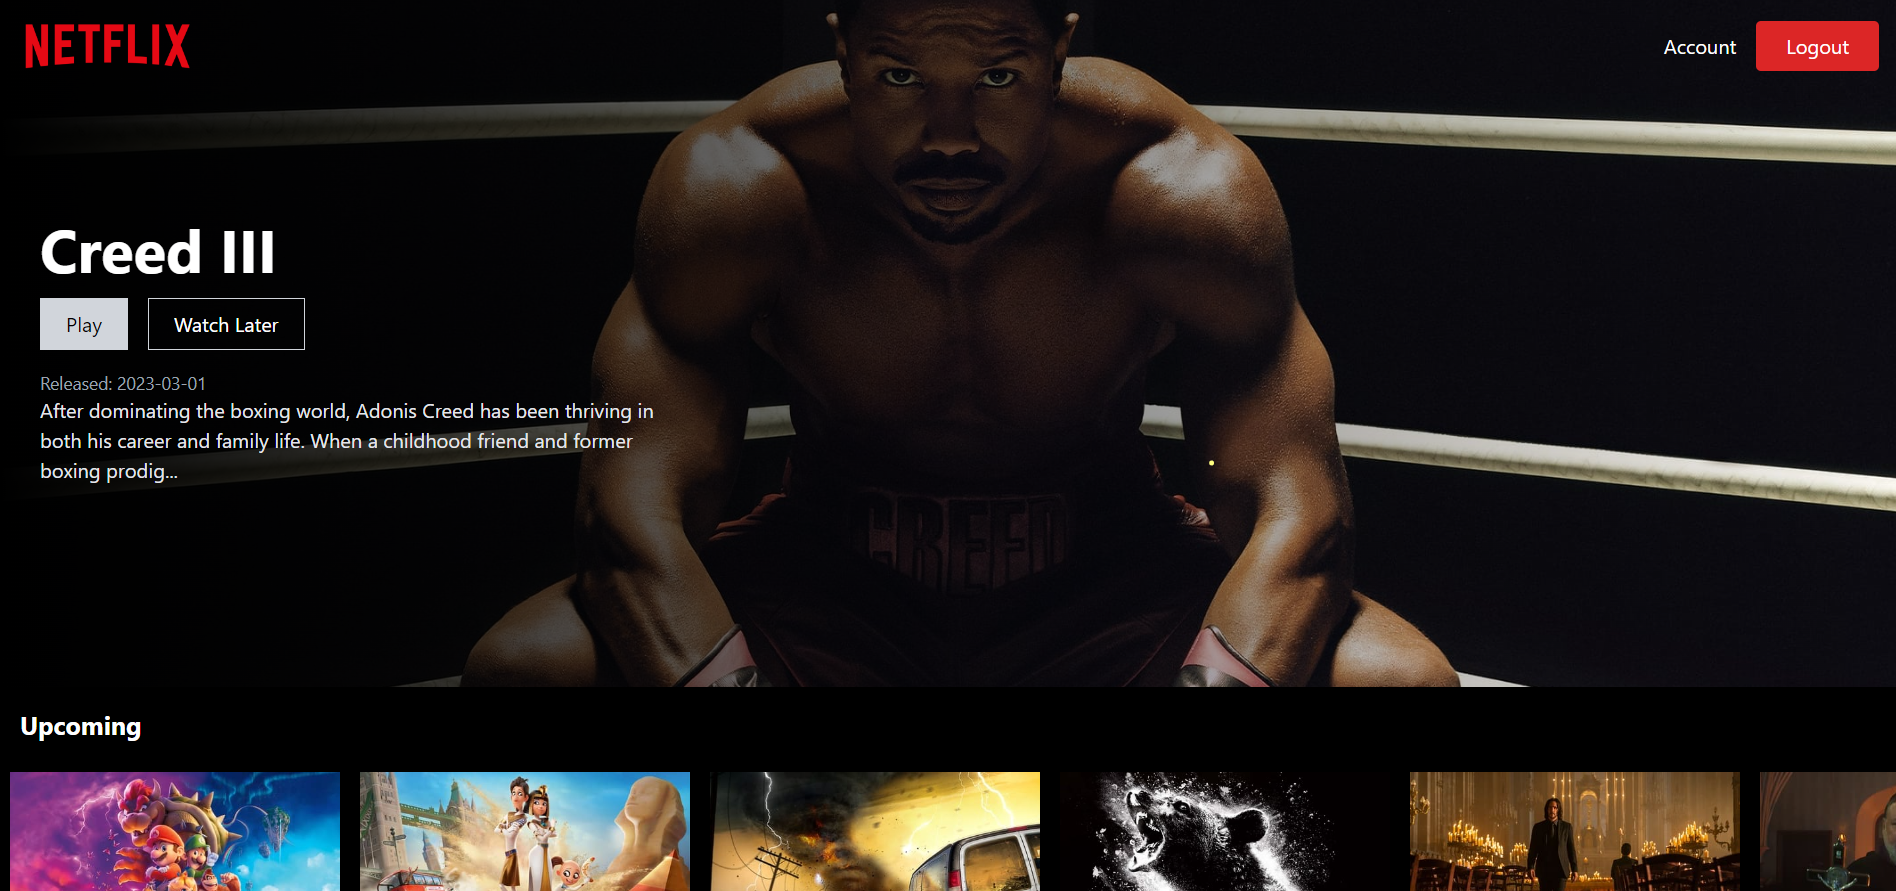 NETFLIX
Account
Logout
Creed III
Play
Watch Later
Released: 2023-03-01
After dominating the boxing world, Adonis Creed has been thriving in
both his career and family life. When a childhood friend and former
boxing prodig...
CREED
Upcoming